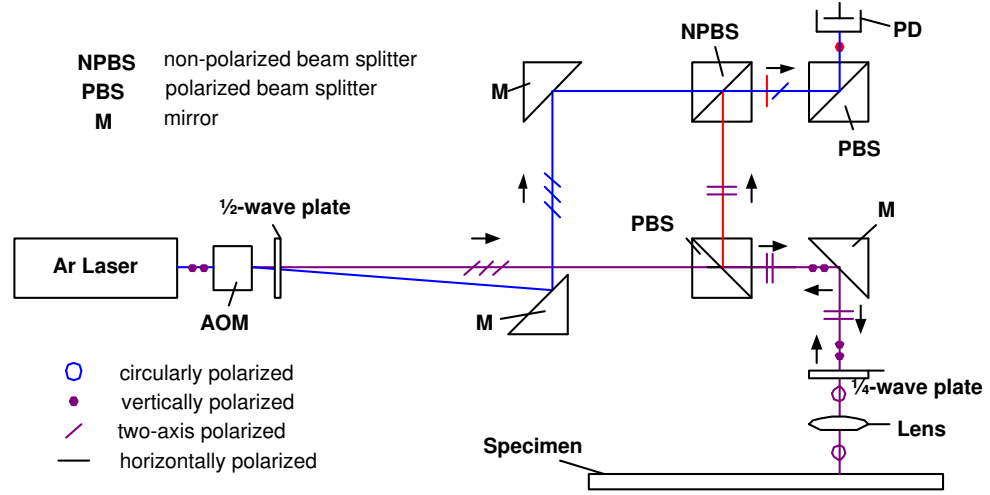 NPBS non-polarized beam splitter
PBS polarized beam splitter
M mirror
NPBS
PD
M
PBS
½-wave plate
PBS
M
Ar Laser
AOM
M
circularly polarized
vertically polarized
two-axis polarized
horizontally polarized
¼-wave plate
Lens
Specimen